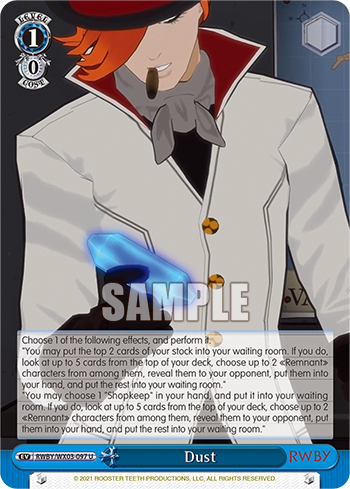 LEVEL
1
0
COST
SAMPLE
Choose 1 of the following effects, and perform it.
"You may put the top 2 cards of your stock into your waiting room. If you do,
look at up to 5 cards from the top of your deck, choose up to 2 «Remnant»
characters from among them, reveal them to your opponent, put them into
your hand, and put the rest into your waiting room."
"You may choose 1 "Shopkeep" in your hand and put it into your waiting
room. If you do, look at up to 5 cards from the top of your deck, choose up to 2
«Remnant» characters from among them, reveal them to your opponent, put
them into your hand, and put the rest into your waiting room."
EV RWBY/WX03-097 U Dust RWBY
© 2021 ROOSTER TEETH PRODUCTIONS, LLC, ALL RIGHTS RESERVED.